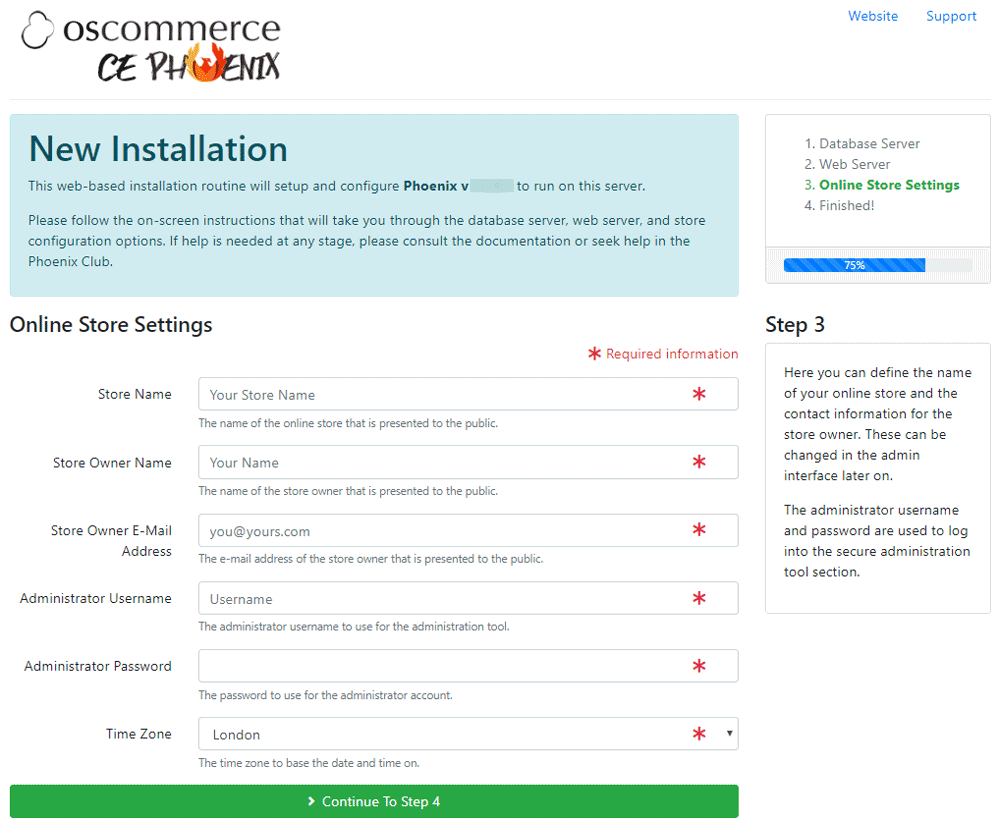 oscommerce
CE PHOENIX
Website Support
New Installation
This web-based installation routine will setup and configure Phoenix v to run on this server.
Please follow the on-screen instructions that will take you through the database server, web server, and store
configuration options. If help is needed at any stage, please consult the documentation or seek help in the
Phoenix Club.
1. Database Server
2. Web Server
3. Online Store Settings
4. Finished!
75%
Online Store Settings
* Required information
Store Name
Your Store Name *
The name of the online store that is presented to the public.
Store Owner Name
Your Name *
The name of the store owner that is presented to the public.
Store Owner E-Mail
Address
you@yours.com *
The e-mail address of the store owner that is presented to the public.
Administrator Username
Username *
The administrator username to use for the administration tool.
Administrator Password
*
The password to use for the administrator account.
Time Zone
London *
The time zone to base the date and time on.
Continue To Step 4
Step 3
Here you can define the name
of your online store and the
contact information for the
store owner. These can be
changed in the admin
interface later on.
The administrator username
and password are used to log
into the secure administration
tool section.